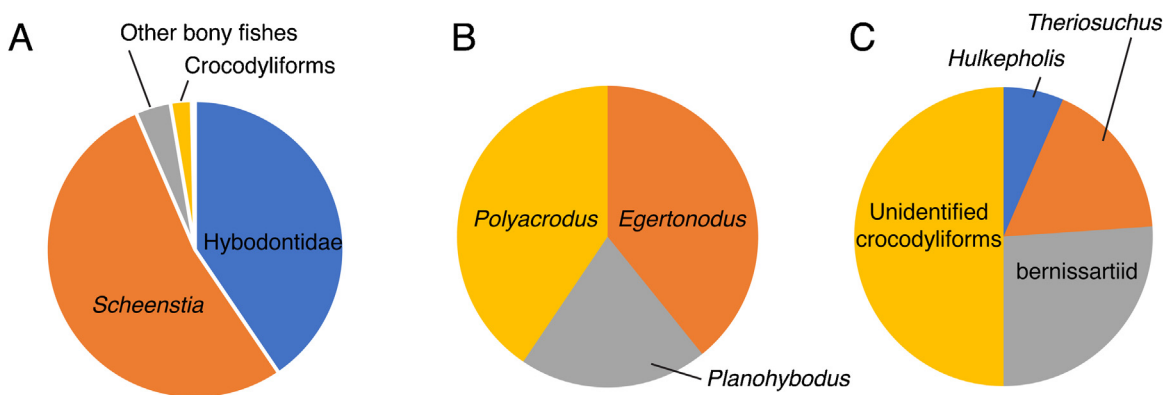 A
Other bony fishes
Crocodyliforms
Hybodontidae
Scheenstia
B
Polyacrodus
Egertonodus
Planohybodus
C
Theriosuchus
Hulkepholis
Unidentified
crocodyliforms
bernissartiid